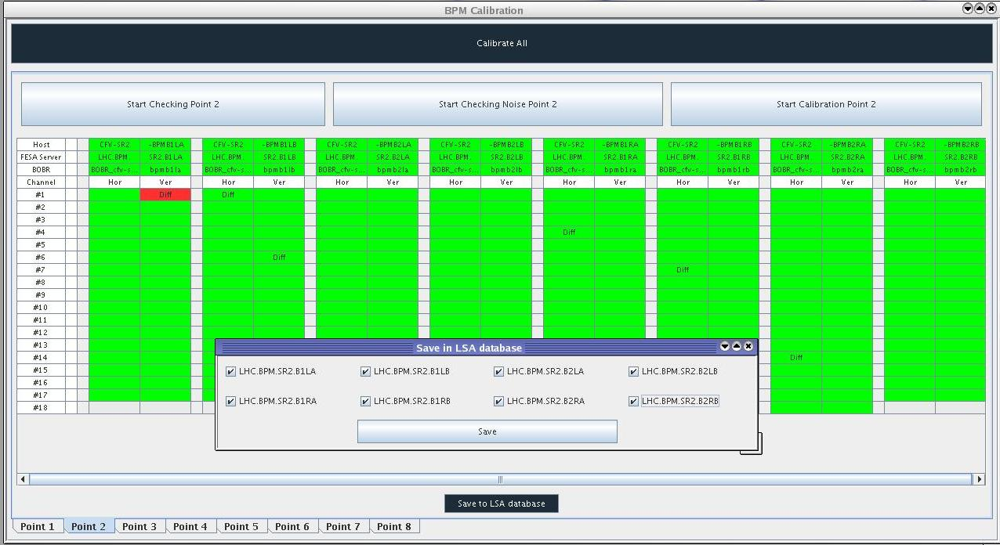 BPM Calibration
Calibrate All
Start Checking Point 2 Start Checking Noise Point 2 Start Calibration Point 2
Host CFV-SR2 -BPMB1LA CFV-SR2 -BPMB1LB CFV-SR2 -BPMB2LA CFV-SR2 -BPMB2LB CFV-SR2 -BPMB1RA CFV-SR2 -BPMB1RB CFV-SR2 -BPMB2RA CFV-SR2 -BPMB2RB
FESA Server LHC.BPM. SR2.B1LA LHC.BPM. SR2.B1LB LHC.BPM. SR2.B2LA LHC.BPM. SR2.B2LB LHC.BPM. SR2.B1RA LHC.BPM. SR2.B1RB LHC.BPM. SR2.B2RA LHC.BPM. SR2.B2RB
BOBR BOBR_cfv-s... bpmb1la BOBR_cfv-s... bpmb1lb BOBR_cfv-s... bpmb2la BOBR_cfv-s... bpmb2lb BOBR_cfv-s... bpmb1ra BOBR_cfv-s... bpmb1rb BOBR_cfv-s... bpmb2ra BOBR_cfv-s... bpmb2rb
Channel Hor Ver Hor Ver Hor Ver Hor Ver Hor Ver Hor Ver Hor Ver Hor Ver
#1 Diff Diff
#2
#3
#4 Diff
#5
#6 Diff
#7 Diff
#8
#9
#10
#11
#12
#13
#14 Diff
#15
#16
#17
#18
Save in LSA database
LHC.BPM.SR2.B1LA LHC.BPM.SR2.B1LB LHC.BPM.SR2.B2LA LHC.BPM.SR2.B2LB
LHC.BPM.SR2.B1RA LHC.BPM.SR2.B1RB LHC.BPM.SR2.B2RA LHC.BPM.SR2.B2RB
Save
Save to LSA database
Point 1 Point 2 Point 3 Point 4 Point 5 Point 6 Point 7 Point 8